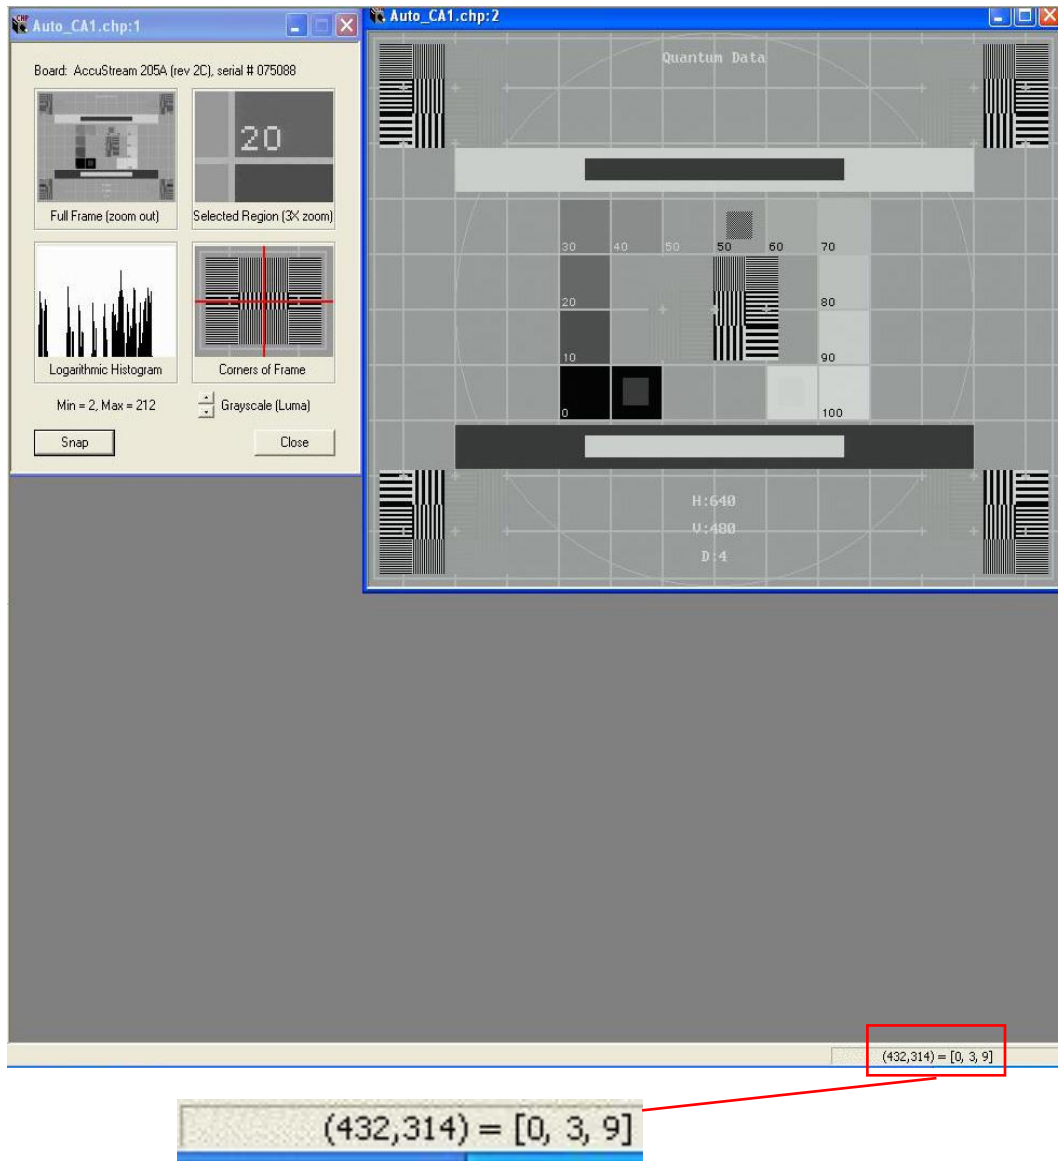 Auto_CA1.chp:1
Board: AccuStream 205A (rev 2C), serial # 075088
20
Full Frame (zoom out)
Selected Region (3X zoom)
Logarithmic Histogram
Corners of Frame
Min = 2, Max = 212
Grayscale (Luma)
Snap
Close
Auto_CA1.chp:2
Quantum Data
30 40 50 50 60 70
20 80
10 90
0 100
H:640
V:480
D:4
(432,314) = [0, 3, 9]
(432,314) = [0, 3, 9]